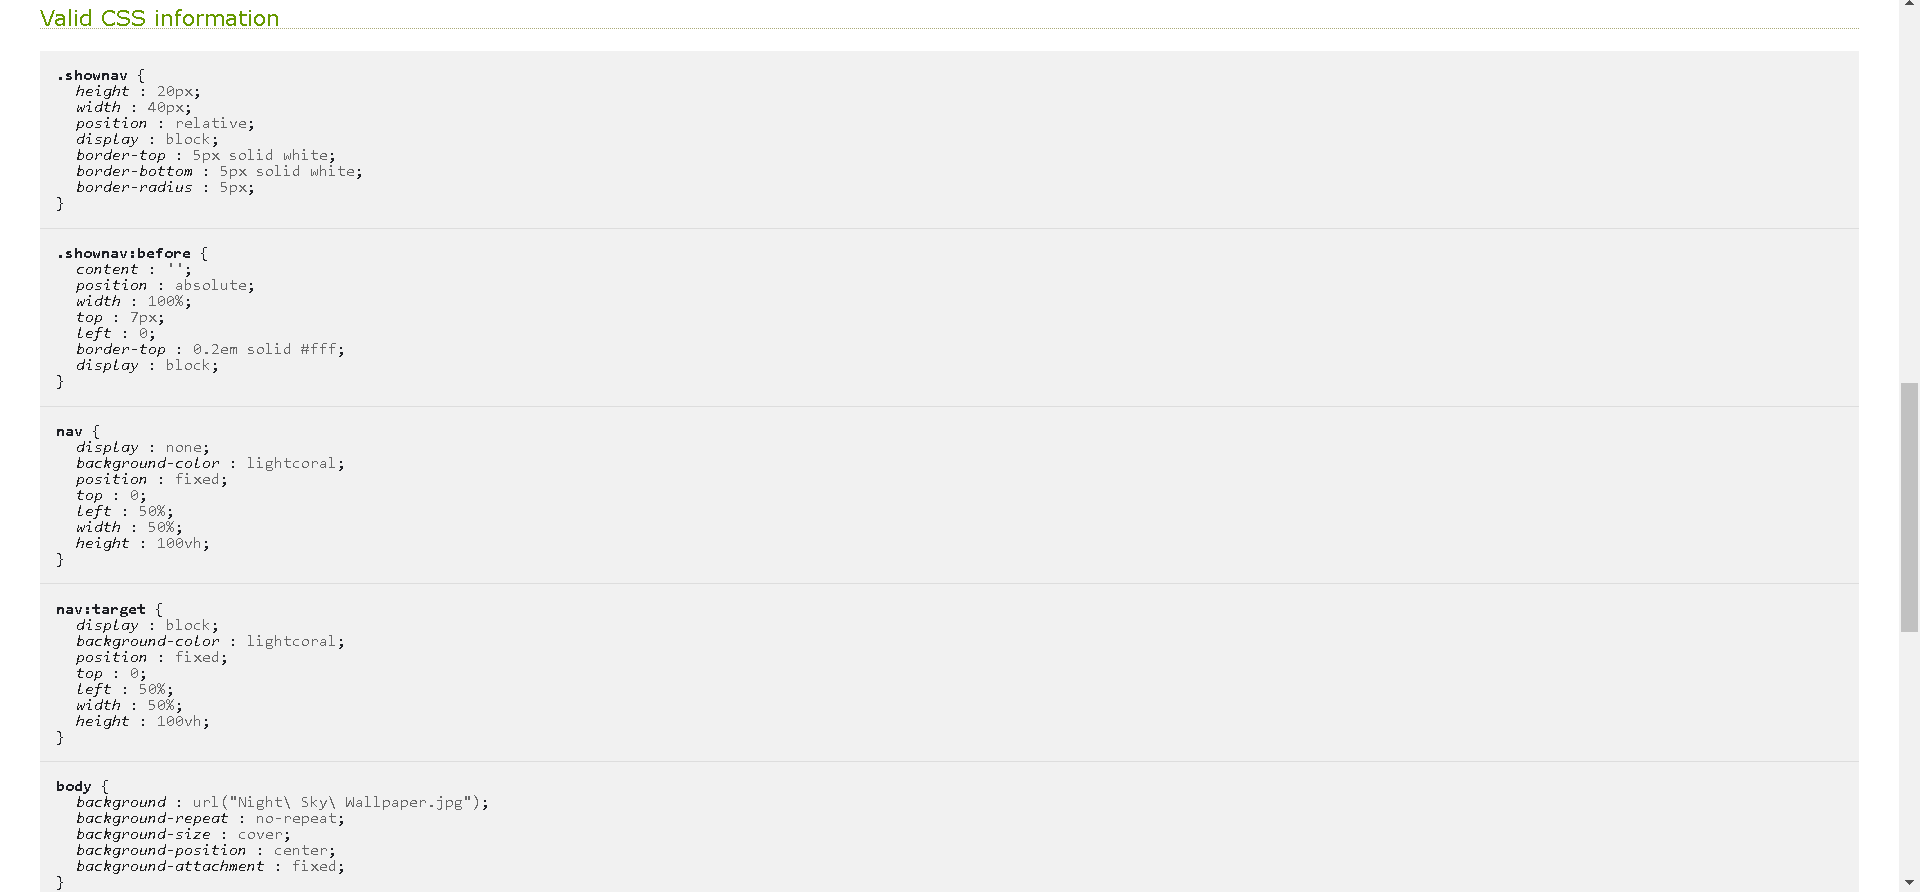 Valid CSS information
.shownav {
height : 20px;
width : 40px;
position : relative;
display : block;
border-top : 5px solid white;
border-bottom : 5px solid white;
border-radius : 5px;
}
.shownav:before {
content : '';
position : absolute;
width : 100%;
top : 7px;
left : 0;
border-top : 0.2em solid #fff;
display : block;
}
nav {
display : none;
background-color : lightcoral;
position : fixed;
top : 0;
left : 50%;
width : 50%;
height : 100vh;
}
nav:target {
display : block;
background-color : lightcoral;
position : fixed;
top : 0;
left : 50%;
width : 50%;
height : 100vh;
}
body {
background : url("Night\ Sky\ Wallpaper.jpg");
background-repeat : no-repeat;
background-size : cover;
background-position : center;
background-attachment : fixed;
}